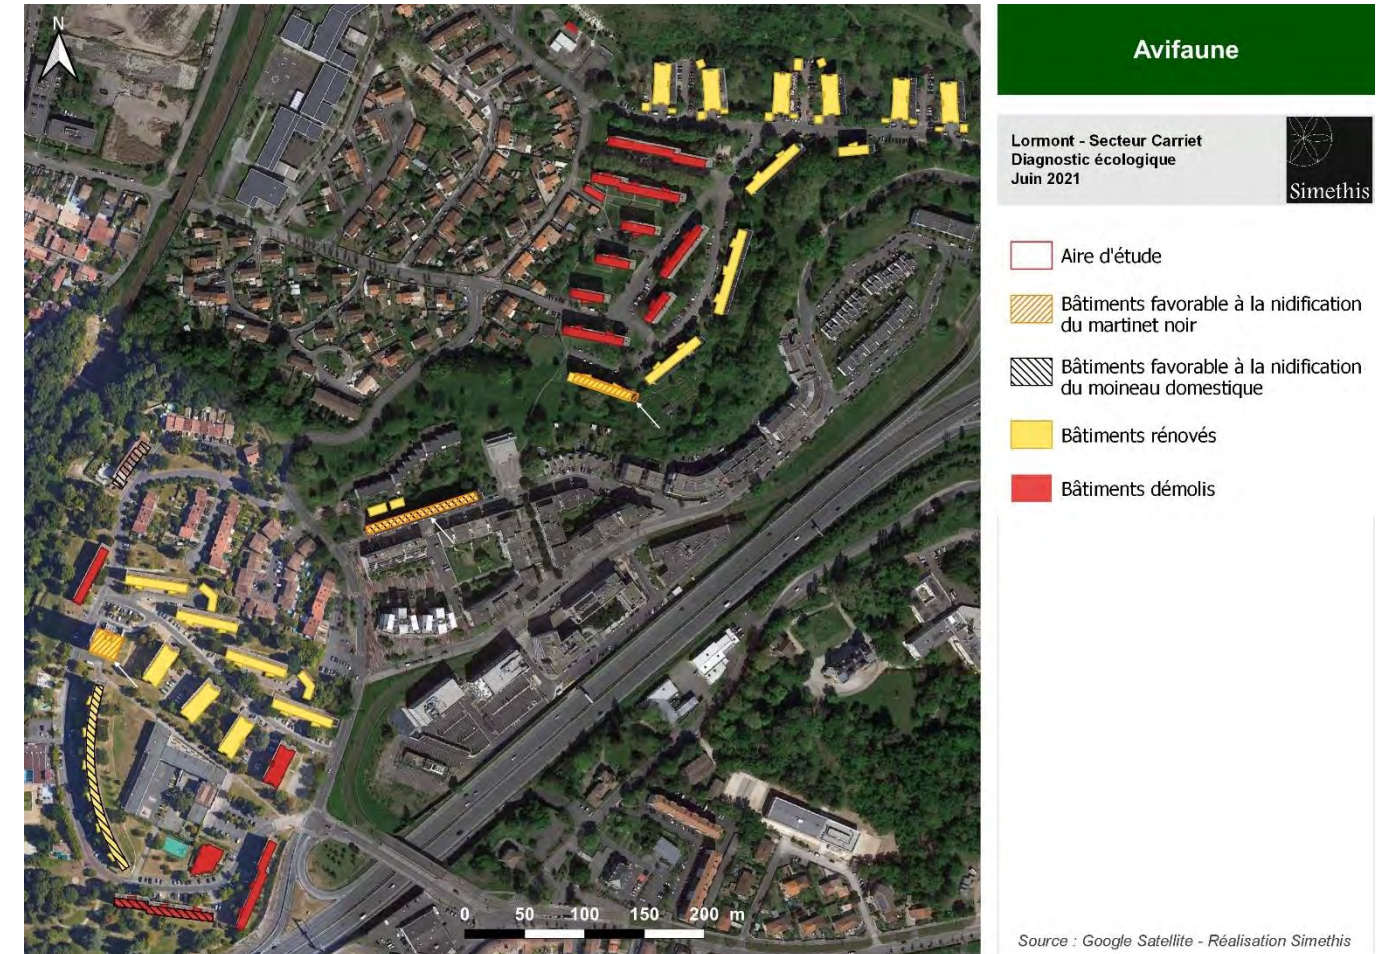 N
Avifaune
Lormont - Secteur Carriet
Diagnostic écologique
Juin 2021
Simethis
Aire d'étude
Bâtiments favorable à la nidification
du martinet noir
Bâtiments favorable à la nidification
du moineau domestique
Bâtiments rénovés
Bâtiments démolis
0 50 100 150 200 m
Source : Google Satellite - Réalisation Simethis